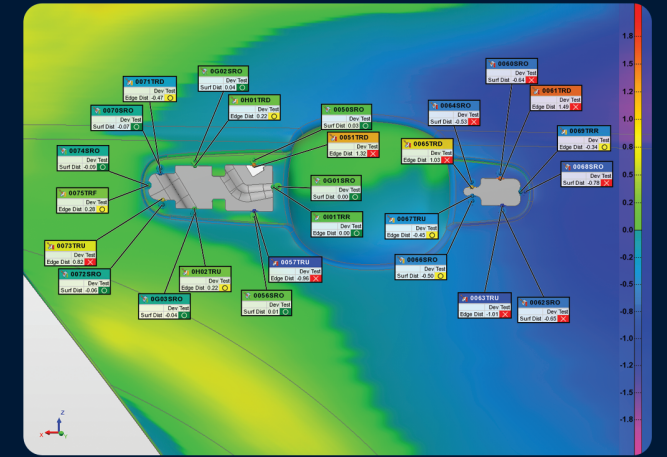 0060SRO
Dev Test
Surf Dist -0.64
0G02SRO
Dev Test
Surf Dist 0.04
0071TRD
Dev Test
Edge Dist -0.47
0061TRD
Dev Test
Edge Dist 1.49
0H01TRD
Dev Test
Edge Dist 0.22
0064SRO
Dev Test
Surf Dist -0.53
0070SRO
Dev Test
Surf Dist -0.07
0050SRO
Dev Test
Surf Dist 0.03
0069TRR
Dev Test
Edge Dist -0.34
0051TRD
Dev Test
Edge Dist 1.32
0065TRD
Dev Test
Edge Dist 1.03
0074SRO
Dev Test
Surf Dist -0.09
0068SRO
Dev Test
Surf Dist -0.78
0G01SRO
Dev Test
Surf Dist 0.00
0075TRF
Dev Test
Edge Dist 0.28
0I01TRR
Dev Test
Edge Dist 0.00
0067TRU
Dev Test
Edge Dist -0.45
0073TRU
Dev Test
Edge Dist 0.82
0066SRO
Dev Test
Surf Dist -0.50
0057TRU
Dev Test
Edge Dist -0.96
0072SRO
Dev Test
Surf Dist -0.06
0H02TRU
Dev Test
Edge Dist 0.22
0G03SRO
Dev Test
Surf Dist -0.04
0056SRO
Dev Test
Surf Dist 0.01
0063TRU
Dev Test
Edge Dist -1.01
0062SRO
Dev Test
Surf Dist -0.65
1.8
1.5
1.2
1.0
0.8
0.5
0.2
0.0
-0.2
-0.5
-0.8
-1.0
-1.2
-1.5
-1.8
Z
X
Y